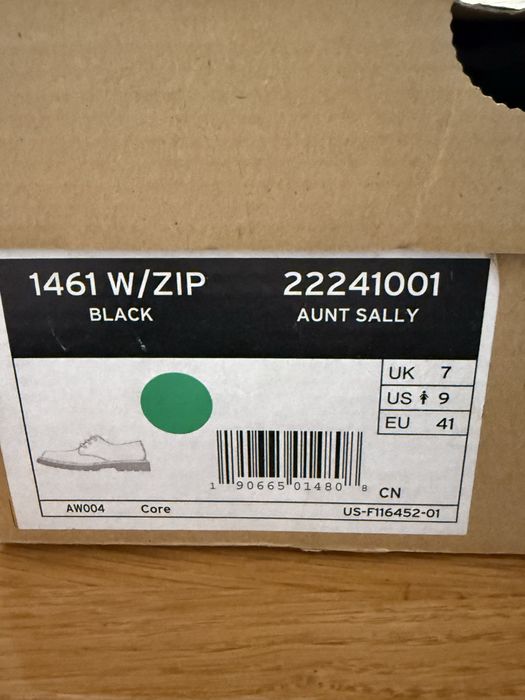 1461 W/ZIP 22241001
BLACK AUNT SALLY
UK 7
US 9
EU 41
1 90665 01480 8 CN
AW004 Core US-F116452-01